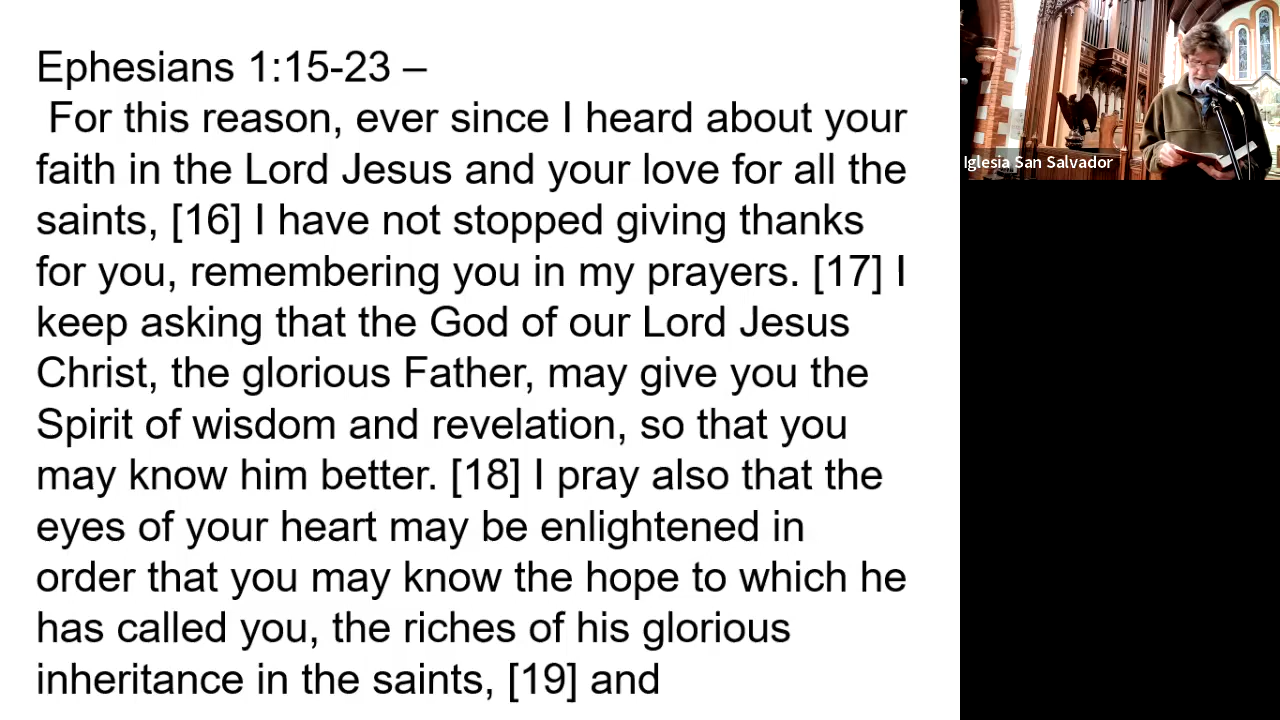 Ephesians 1:15-23 –
For this reason, ever since I heard about your
faith in the Lord Jesus and your love for all the
saints, [16] I have not stopped giving thanks
for you, remembering you in my prayers. [17] I
keep asking that the God of our Lord Jesus
Christ, the glorious Father, may give you the
Spirit of wisdom and revelation, so that you
may know him better. [18] I pray also that the
eyes of your heart may be enlightened in
order that you may know the hope to which he
has called you, the riches of his glorious
inheritance in the saints, [19] and
Iglesia San Salvador